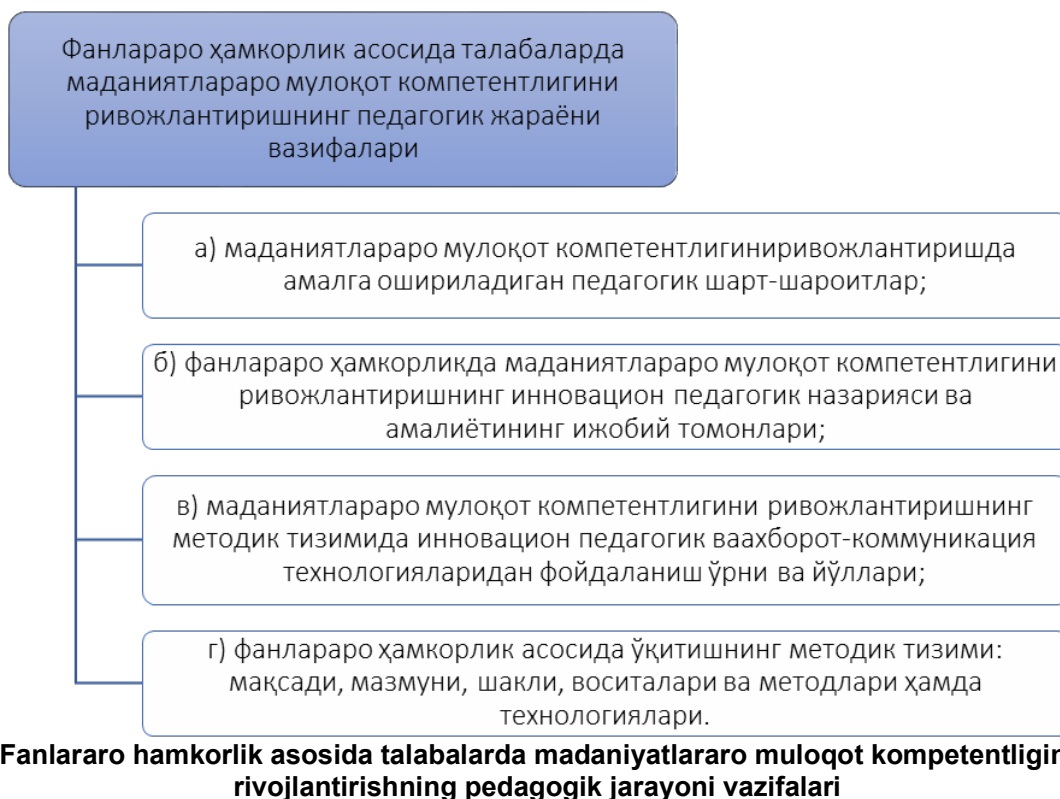 Фанлараро ҳамкорлик асосида талабаларда
маданиятлараро мулоқот компетентлигини
ривожлантиришнинг педагогик жараёни
вазифалари
а) маданиятлараро мулоқот компетентлигиниривожлантиришда
амалга ошириладиган педагогик шарт-шароитлар;
б) фанлараро ҳамкорликда маданиятлараро мулоқот компетентлигини
ривожлантиришнинг инновацион педагогик назарияси ва
амалиётининг ижобий томонлари;
в) маданиятлараро мулоқот компетентлигини ривожлантиришнинг
методик тизимида инновацион педагогик ваахборот-коммуникация
технологияларидан фойдаланиш ўрни ва йўллари;
г) фанлараро ҳамкорлик асосида ўқитишнинг методик тизими:
мақсади, мазмуни, шакли, воситалари ва методлари ҳамда
технологиялари.
Fanlararo hamkorlik asosida talabalarda madaniyatlararo muloqot kompetentligin
rivojlantirishning pedagogik jarayoni vazifalari